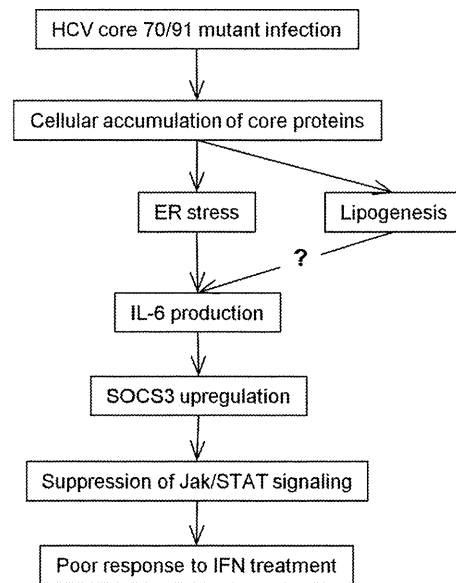 HCV core 70/91 mutant infection
Cellular accumulation of core proteins
ER stress
Lipogenesis
?
IL-6 production
SOCS3 upregulation
Suppression of Jak/STAT signaling
Poor response to IFN treatment